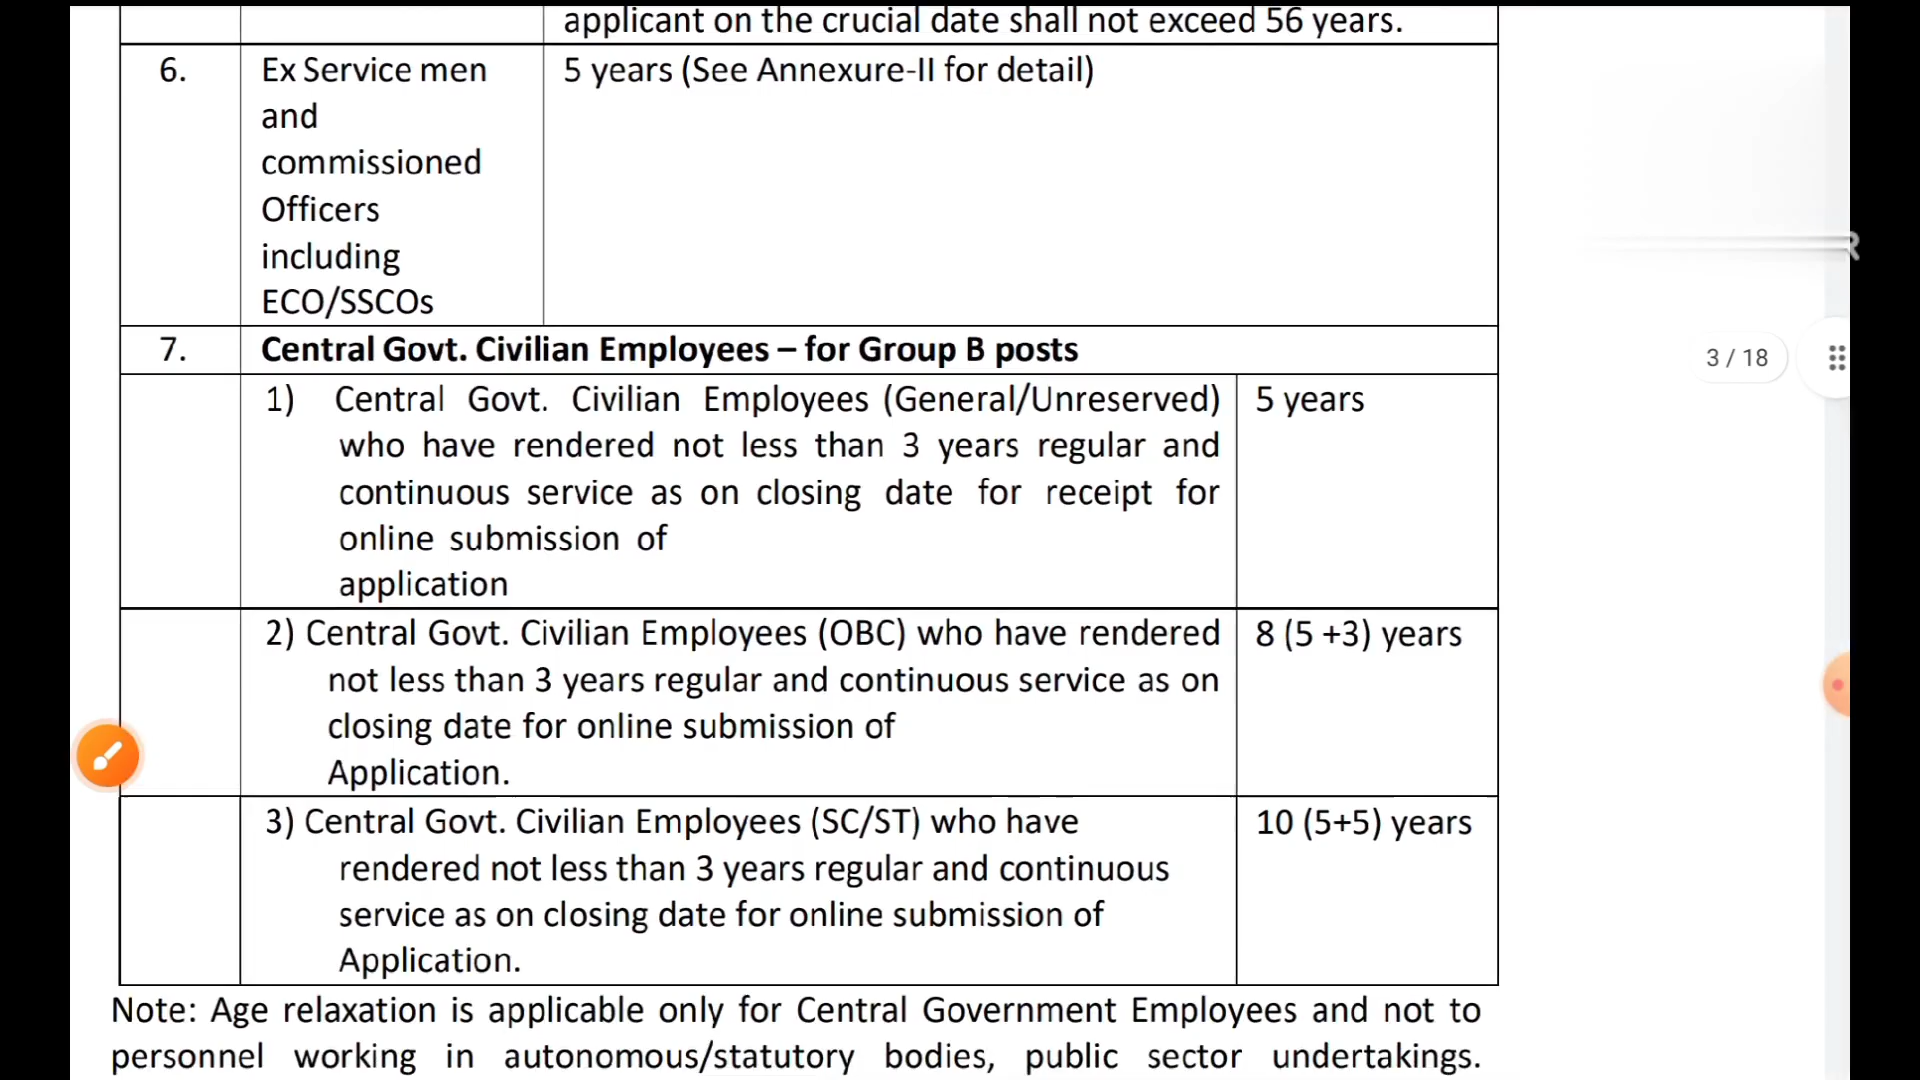 applicant on the crucial date shall not exceed 56 years.
6.
Ex Service men
and
commissioned
Officers
including
ECO/SSCOs
5 years (See Annexure-II for detail)
7.
Central Govt. Civilian Employees – for Group B posts
1) Central Govt. Civilian Employees (General/Unreserved)
who have rendered not less than 3 years regular and
continuous service as on closing date for receipt for
online submission of
application
5 years
2) Central Govt. Civilian Employees (OBC) who have rendered
not less than 3 years regular and continuous service as on
closing date for online submission of
Application.
8 (5 +3) years
3) Central Govt. Civilian Employees (SC/ST) who have
rendered not less than 3 years regular and continuous
service as on closing date for online submission of
Application.
10 (5+5) years
Note: Age relaxation is applicable only for Central Government Employees and not to
personnel working in autonomous/statutory bodies, public sector undertakings.
3 / 18
R